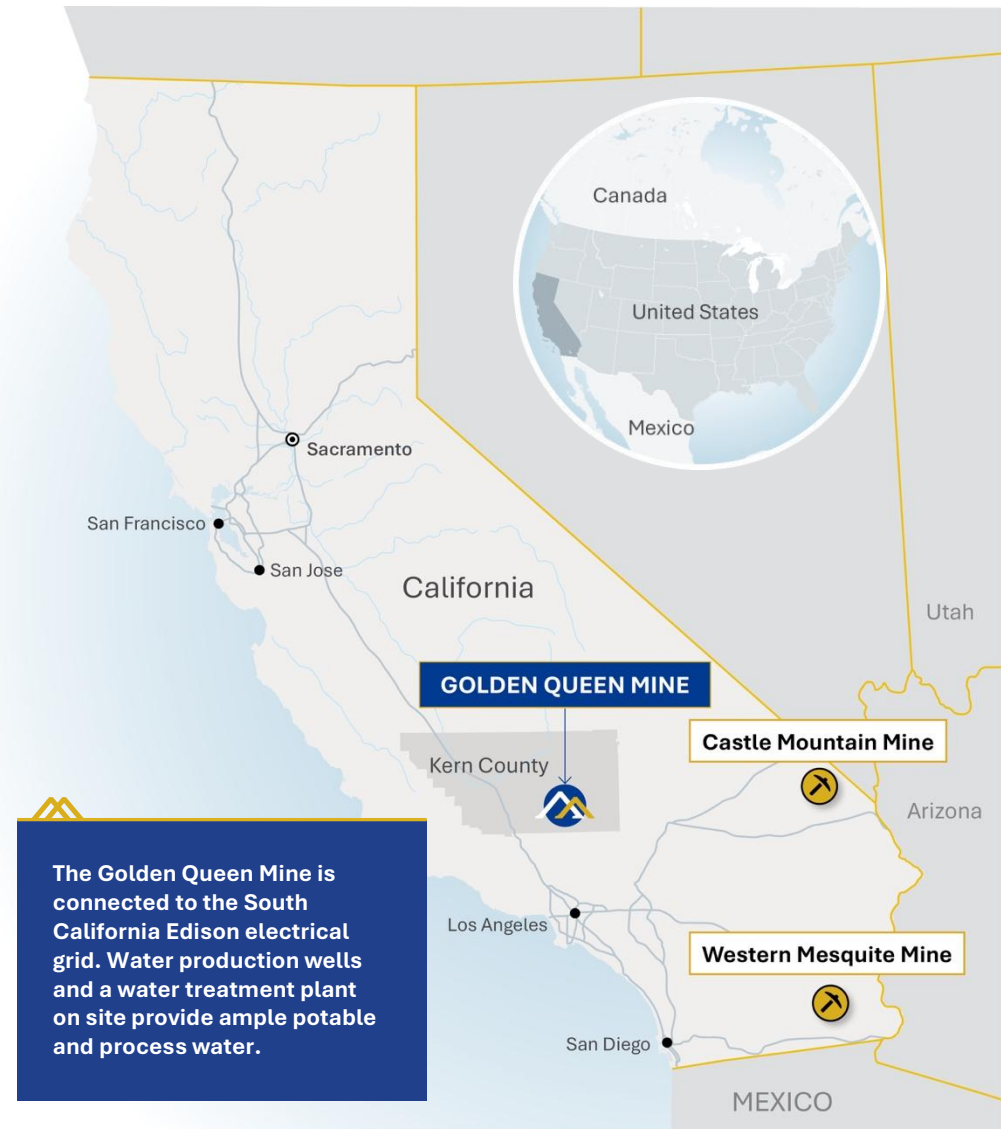 Canada
United States
Mexico
Sacramento
San Francisco
San Jose
California
Utah
GOLDEN QUEEN MINE
Castle Mountain Mine
Kern County
Arizona
The Golden Queen Mine is
connected to the South
California Edison electrical
grid. Water production wells
and a water treatment plant
on site provide ample potable
and process water.
Los Angeles
Western Mesquite Mine
San Diego
MEXICO